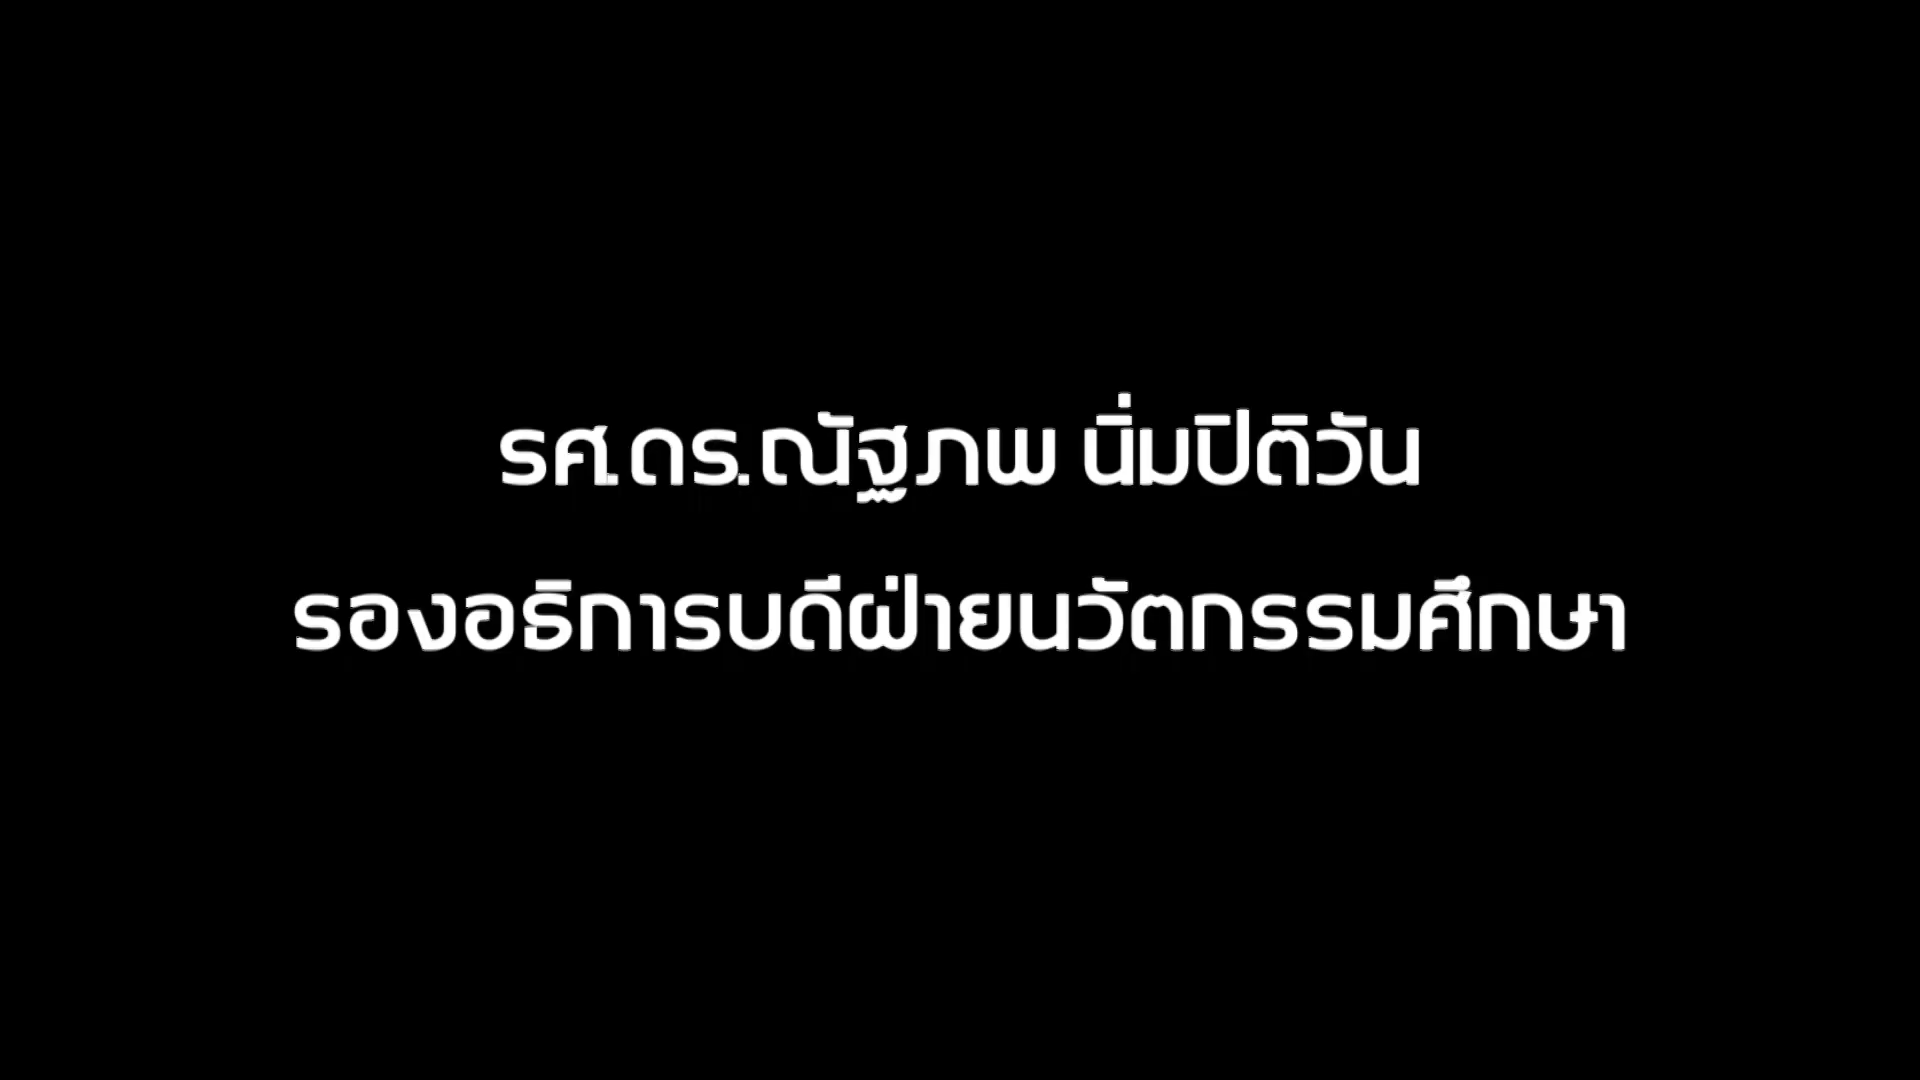 รศ.ดร.ณัฐภพ นิ่มปิติวัน
รองอธิการบดีฝ่ายนวัตกรรมศึกษา